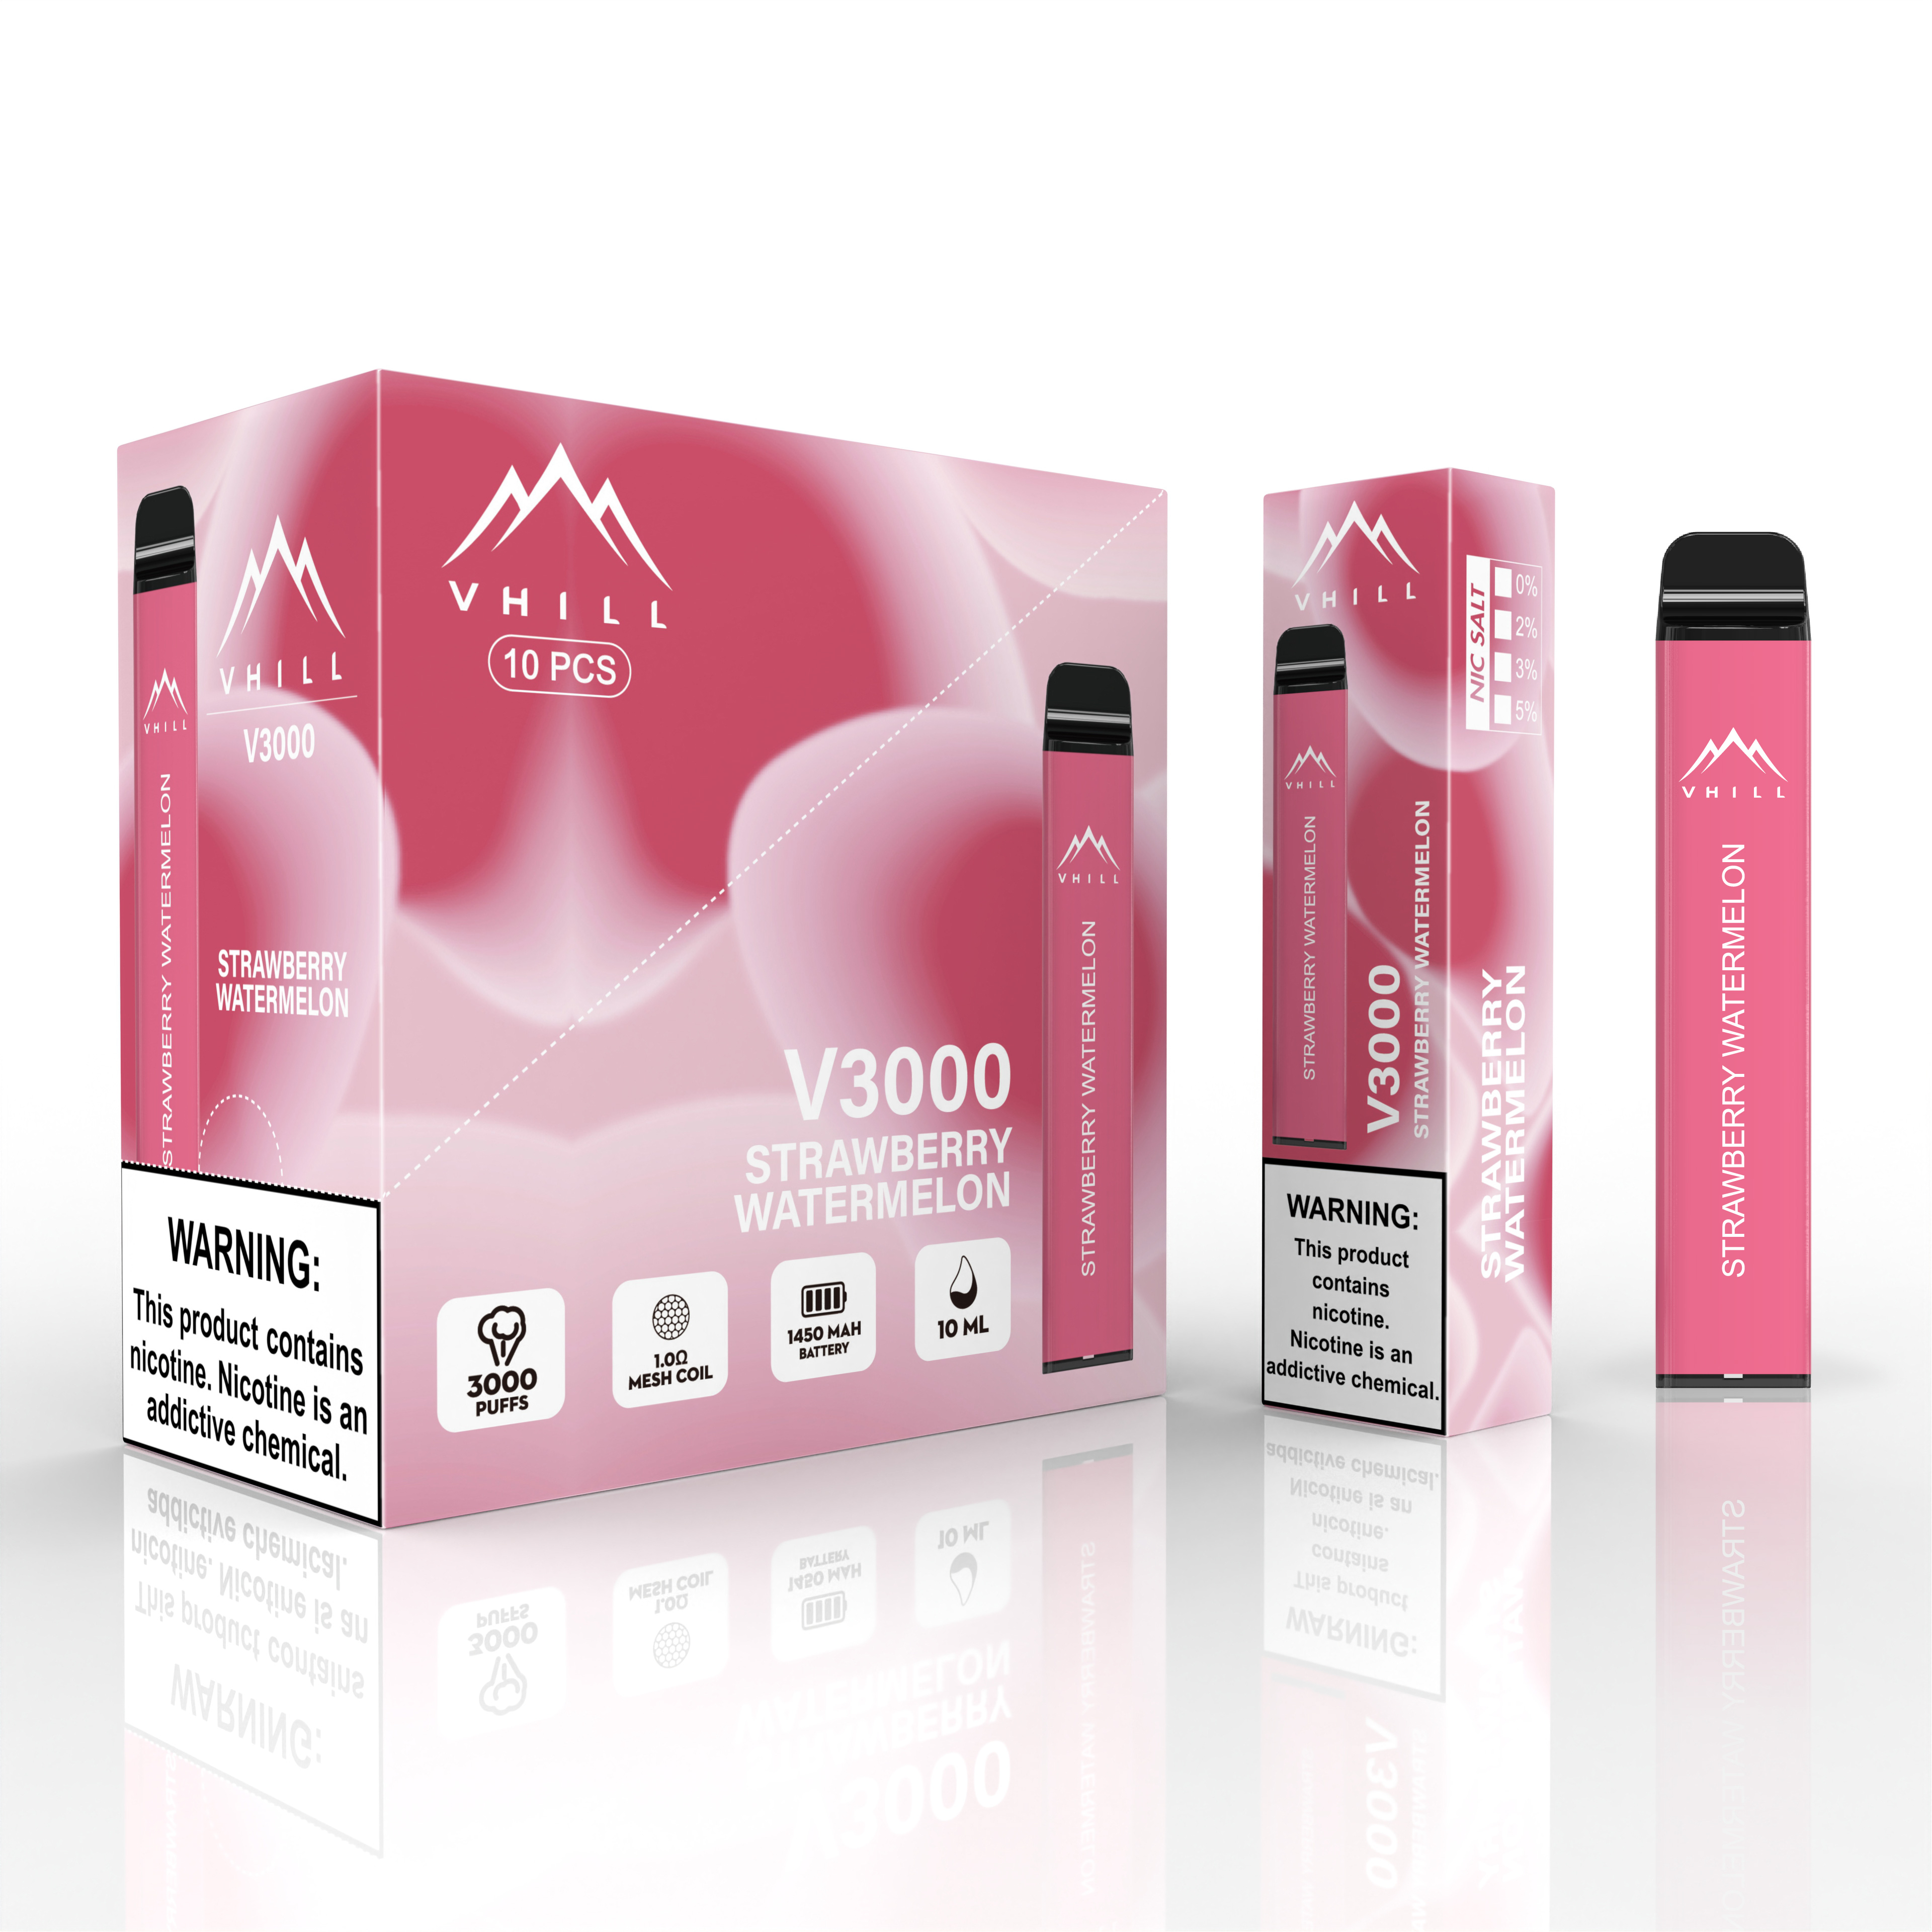 VHILL
V3000
STRAWBERRY
WATERMELON
VHILL
STRAWBERRY WATERMELON
WARNING:
This product contains
nicotine. Nicotine is an
addictive chemical.
VHILL
10 PCS
V3000
STRAWBERRY
WATERMELON
3000
PUFFS
1.0Ω
MESH COIL
1450 MAH
BATTERY
10 ML
VHILL
STRAWBERRY WATERMELON
VHILL
VHILL
STRAWBERRY WATERMELON
V3000
STRAWBERRY WATERMELON
WARNING:
This product
contains
nicotine.
Nicotine is an
addictive chemical.
NIC SALT
0%
2%
3%
5%
STRAWBERRY
WATERMELON
VHILL
STRAWBERRY WATERMELON